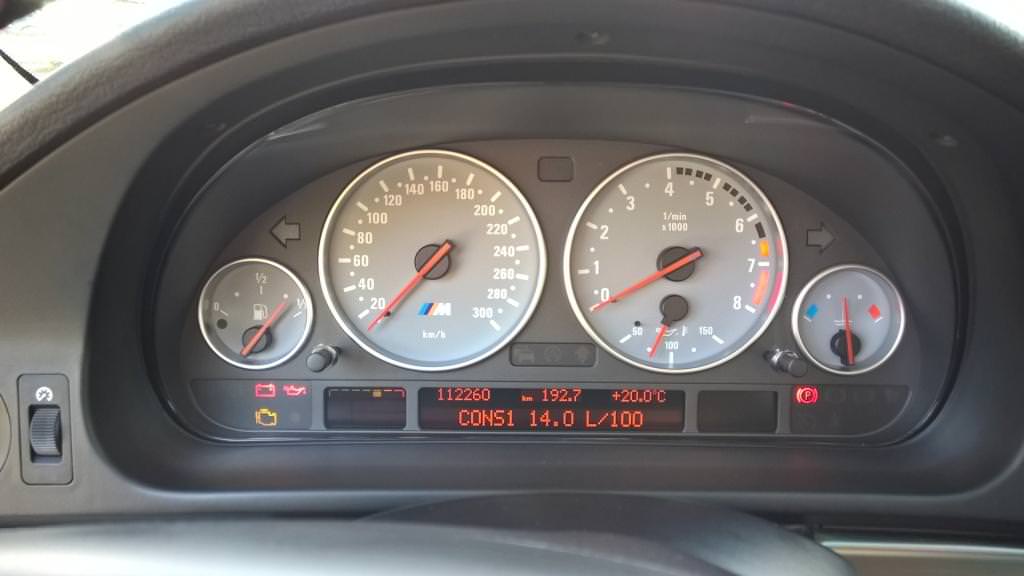 0 1/2 1/1
20 40 60 80 100 120 140 160 180 200 220 240 260 280 300
M
km/h
0 1 2 3 4 5 6 7 8
1/min
x1000
50 100 150
112260 km 192.7 +20.0°C
CONS1 14.0 L/100
P